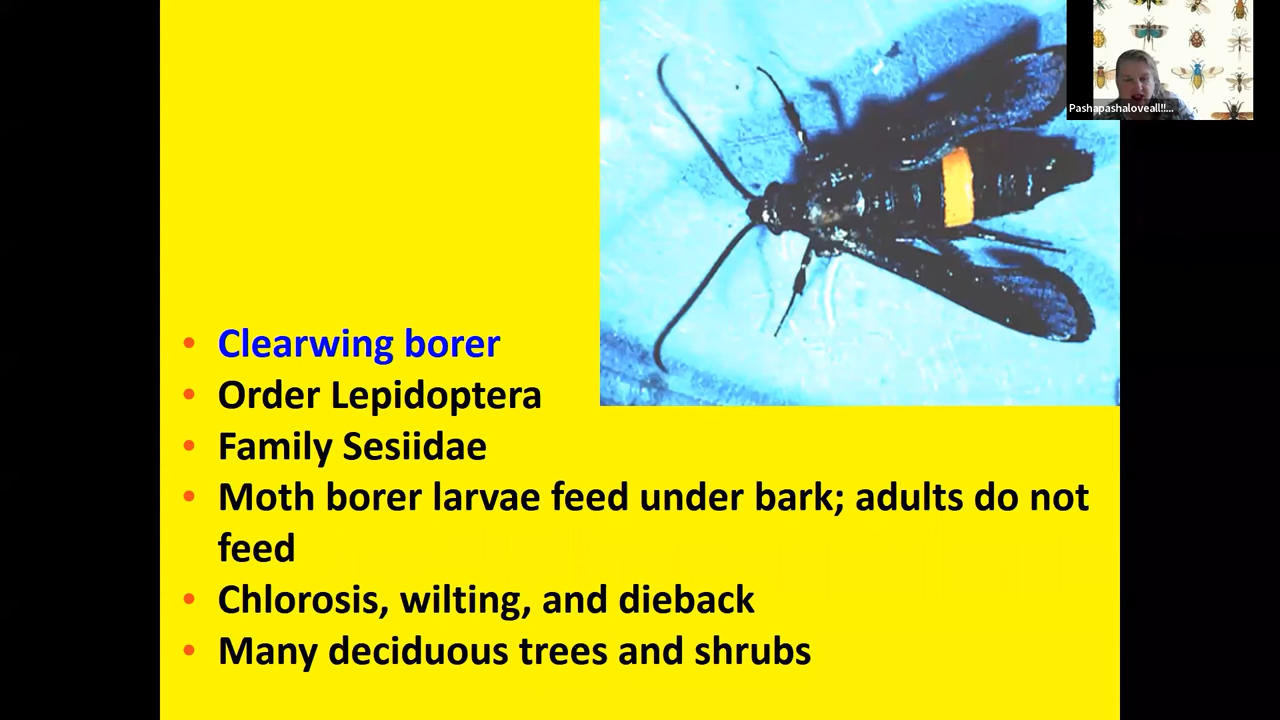 Pashapashaloveall!!...
• Clearwing borer
• Order Lepidoptera
• Family Sesiidae
• Moth borer larvae feed under bark; adults do not
feed
• Chlorosis, wilting, and dieback
• Many deciduous trees and shrubs